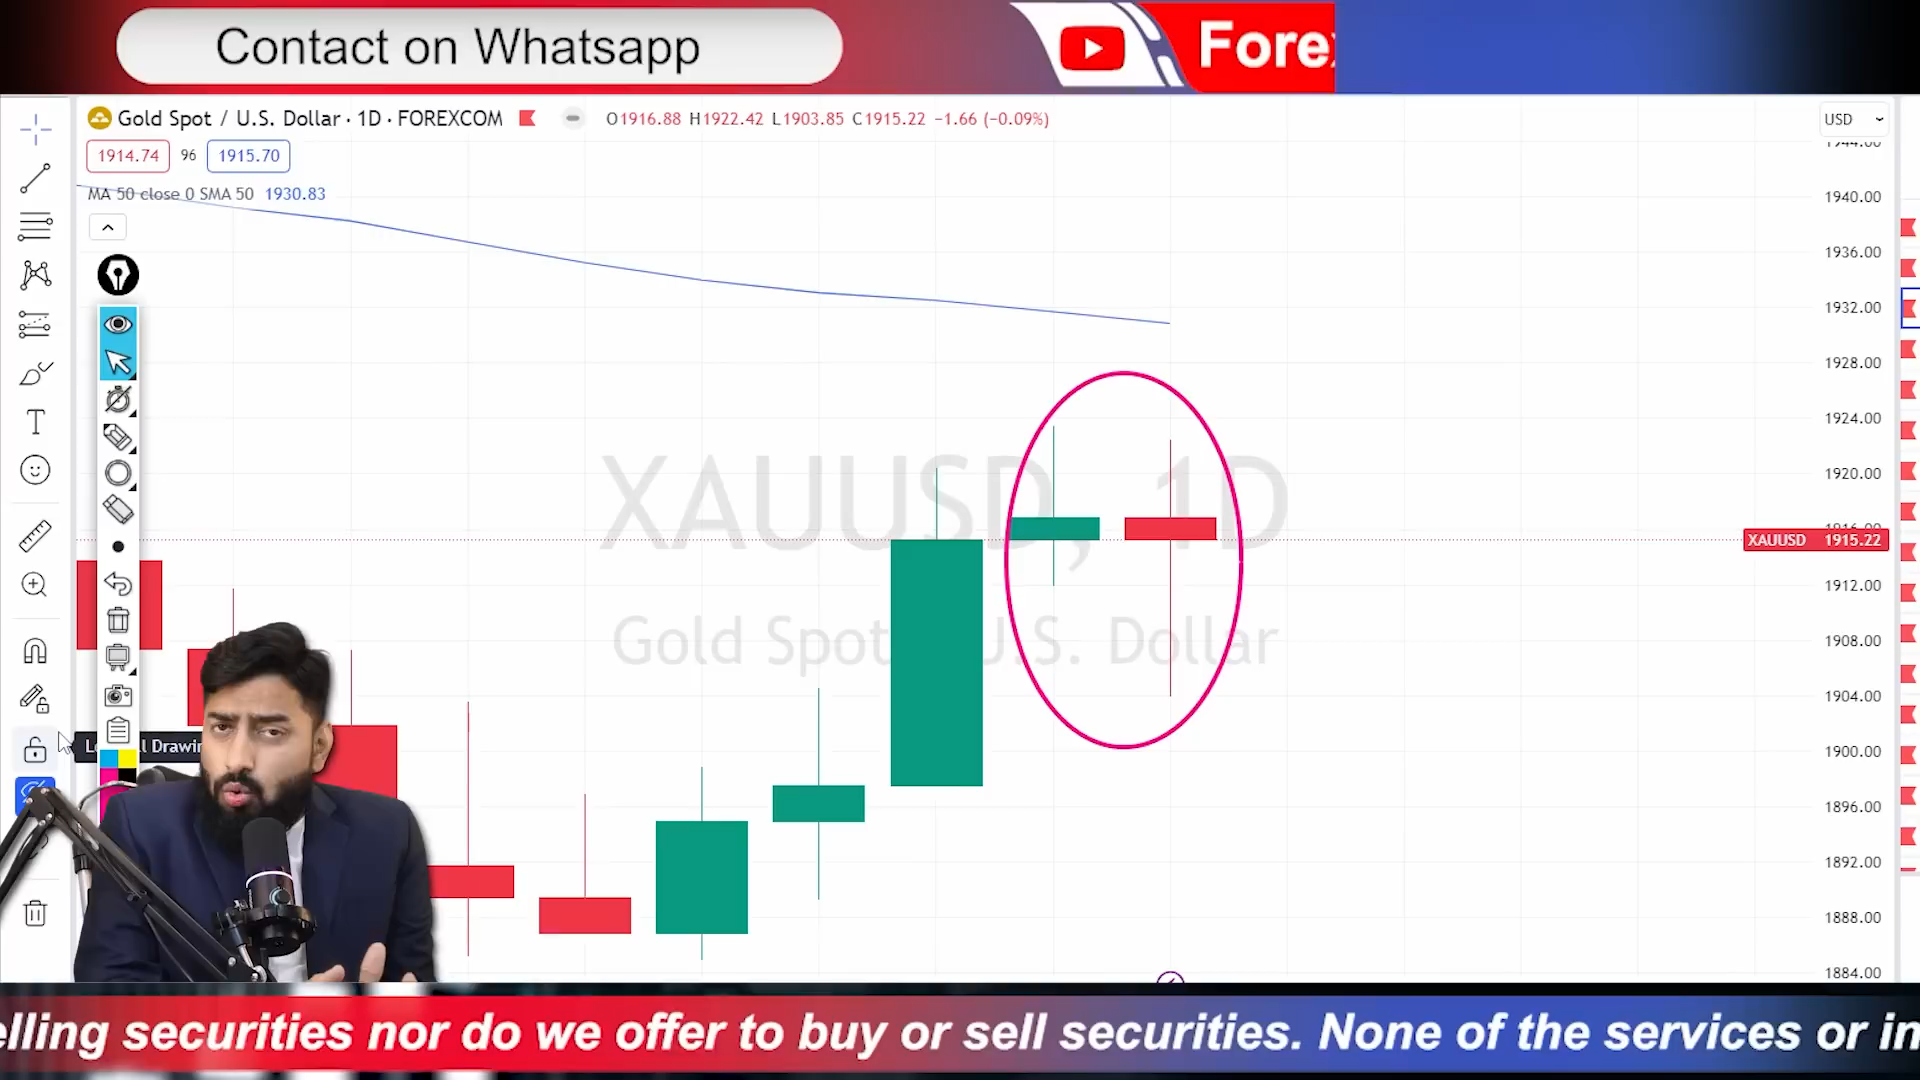 Contact on Whatsapp
Fore
Gold Spot / U.S. Dollar · 1D · FOREXCOM
O1916.88 H1922.42 L1903.85 C1915.22 −1.66 (−0.09%)
USD
1914.74 96 1915.70
MA 50 close 0 SMA 50 1930.83
1944.00
1940.00
1936.00
1932.00
1928.00
1924.00
1920.00
1916.00
XAUUSD 1915.22
1912.00
1908.00
1904.00
1900.00
1896.00
1892.00
1888.00
1884.00
XAUUSD, 1D
Gold Spot U.S. Dollar
elling securities nor do we offer to buy or sell securities. None of the services or in